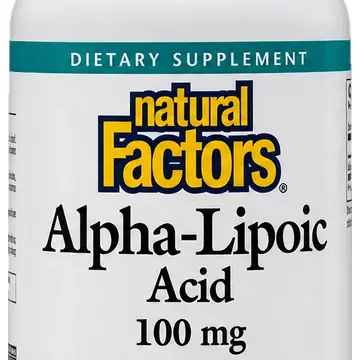 DIETARY SUPPLEMENT
natural
Factors®
Alpha-Lipoic
Acid
100 mg